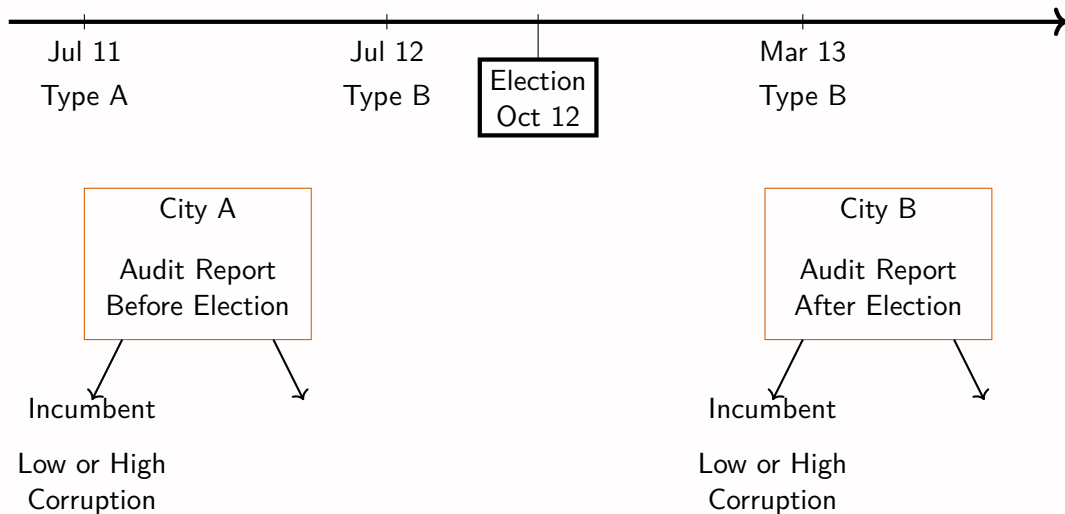 Jul 11
Jul 12
Mar 13
Type A
Type B
Election
Oct 12
Type B
City A
Audit Report
Before Election
City B
Audit Report
After Election
Incumbent
Low or High
Corruption
Incumbent
Low or High
Corruption